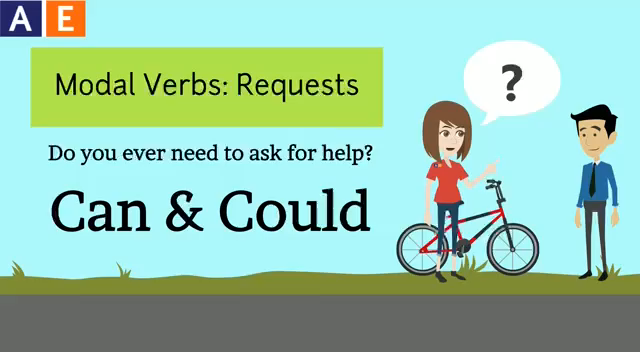 A E
Modal Verbs: Requests
?
Do you ever need to ask for help?
Can & Could